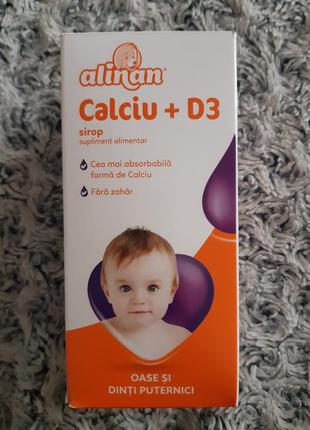 alinan®
Calciu + D3
sirop
supliment alimentar
Cea mai absorbabilă
formă de Calciu
Fără zahăr
OASE ȘI
DINȚI PUTERNICI